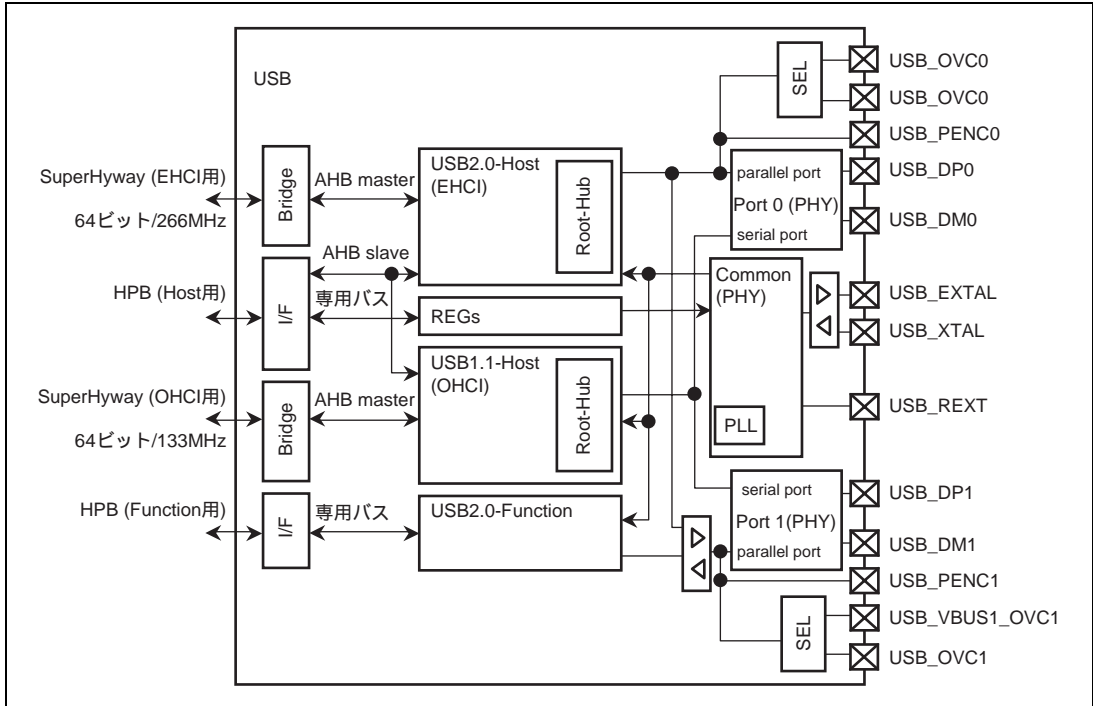 USB
SuperHyway (EHCI用)
64ビット/266MHz
HPB (Host用)
SuperHyway (OHCI用)
64ビット/133MHz
HPB (Function用)
Bridge
I/F
Bridge
I/F
AHB master
AHB slave
専用バス
AHB master
専用バス
USB2.0-Host
(EHCI)
Root-Hub
REGs
USB1.1-Host
(OHCI)
Root-Hub
USB2.0-Function
SEL
parallel port
Port 0 (PHY)
serial port
Common
(PHY)
PLL
serial port
Port 1(PHY)
parallel port
SEL
USB_OVC0
USB_OVC0
USB_PENC0
USB_DP0
USB_DM0
USB_EXTAL
USB_XTAL
USB_REXT
USB_DP1
USB_DM1
USB_PENC1
USB_VBUS1_OVC1
USB_OVC1